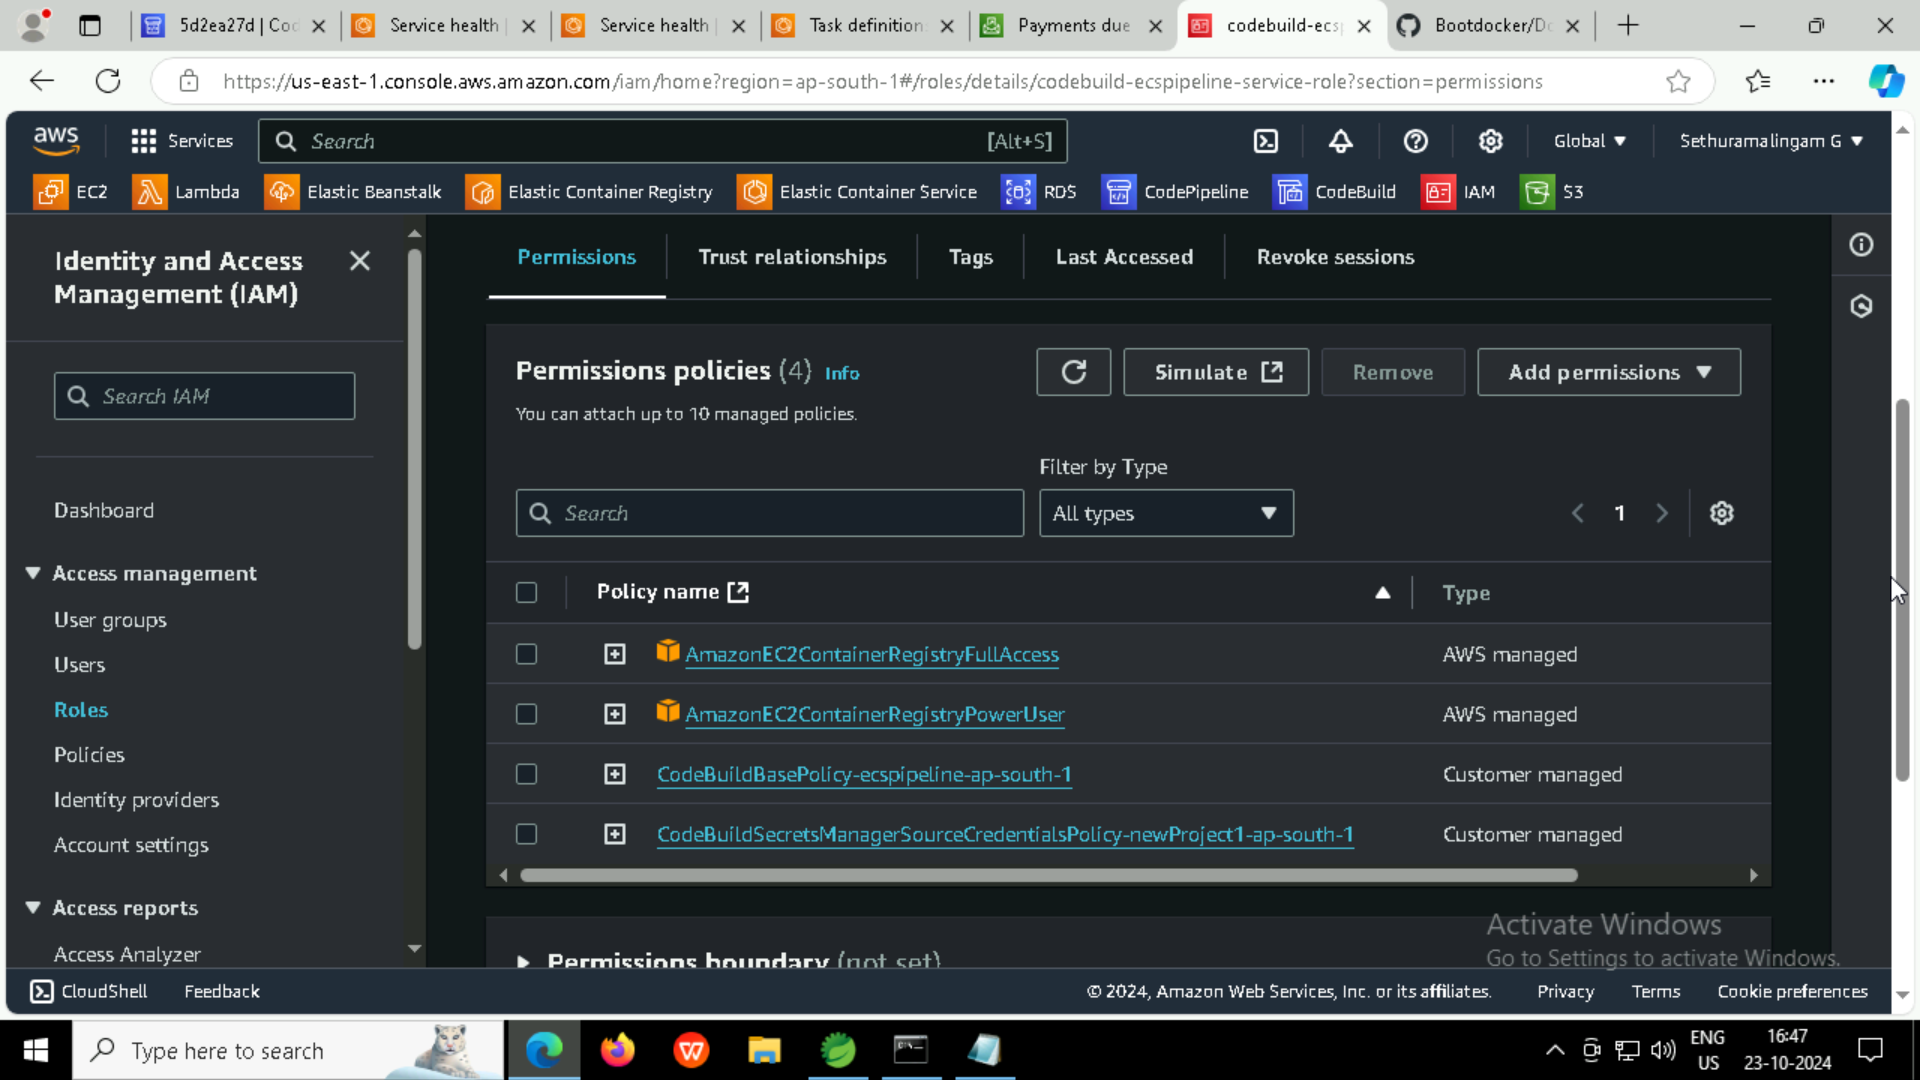 5d2ea27d | Coc
Service health |
Service health |
Task definition
Payments due
codebuild-ecs
Bootdocker/Do
https://us-east-1.console.aws.amazon.com/iam/home?region=ap-south-1#/roles/details/codebuild-ecspipeline-service-role?section=permissions
aws
Services
Search
[Alt+S]
Global
Sethuramalingam G
EC2
Lambda
Elastic Beanstalk
Elastic Container Registry
Elastic Container Service
RDS
CodePipeline
CodeBuild
IAM
S3
Identity and Access
Management (IAM)
Search IAM
Dashboard
Access management
User groups
Users
Roles
Policies
Identity providers
Account settings
Access reports
Access Analyzer
Permissions
Trust relationships
Tags
Last Accessed
Revoke sessions
Permissions policies (4) Info
You can attach up to 10 managed policies.
Simulate
Remove
Add permissions
Filter by Type
Search
All types
1
Policy name
Type
AmazonEC2ContainerRegistryFullAccess
AWS managed
AmazonEC2ContainerRegistryPowerUser
AWS managed
CodeBuildBasePolicy-ecspipeline-ap-south-1
Customer managed
CodeBuildSecretsManagerSourceCredentialsPolicy-newProject1-ap-south-1
Customer managed
Permissions boundary (not set)
Activate Windows
Go to Settings to activate Windows.
CloudShell
Feedback
© 2024, Amazon Web Services, Inc. or its affiliates.
Privacy
Terms
Cookie preferences
Type here to search
ENG
US
16:47
23-10-2024